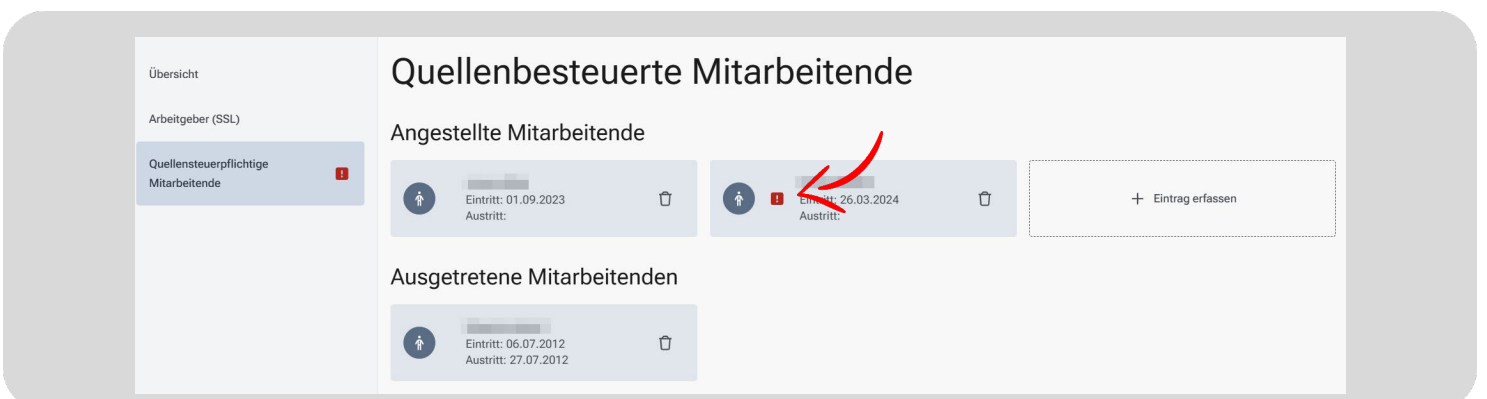 Übersicht
Arbeitgeber (SSL)
Quellensteuerpflichtige
Mitarbeitende
Quellenbesteuerte Mitarbeitende
Angestellte Mitarbeitende
Eintritt: 01.09.2023
Austritt:
Eintritt: 26.03.2024
Austritt:
+ Eintrag erfassen
Ausgetretene Mitarbeitenden
Eintritt: 06.07.2012
Austritt: 27.07.2012